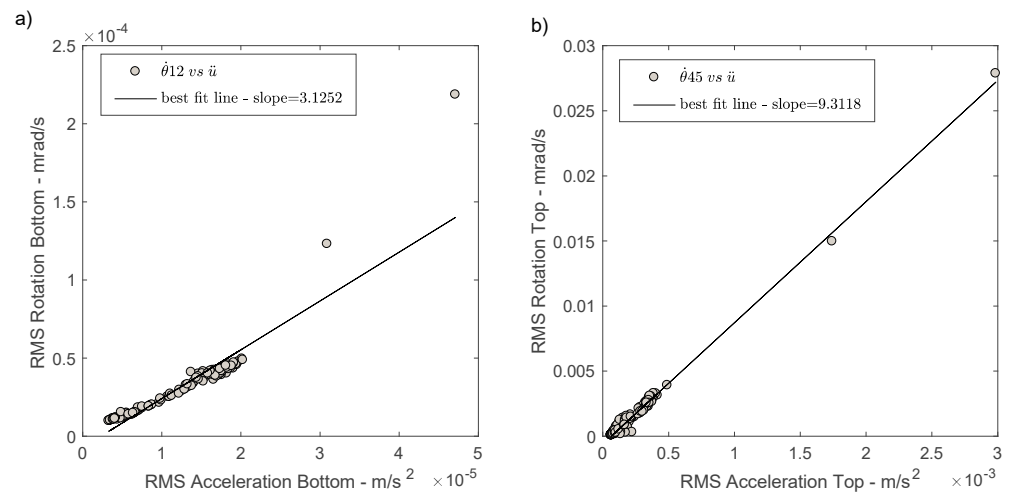 a)
×10⁻⁴
2.5
2
1.5
1
0.5
0
RMS Rotation Bottom - mrad/s
θ̇12 vs ü
best fit line - slope=3.1252
0 1 2 3 4 5
RMS Acceleration Bottom - m/s² ×10⁻⁵
b)
0.03
0.025
0.02
0.015
0.01
0.005
0
RMS Rotation Top - mrad/s
θ̇45 vs ü
best fit line - slope=9.3118
0 0.5 1 1.5 2 2.5 3
RMS Acceleration Top - m/s² ×10⁻³